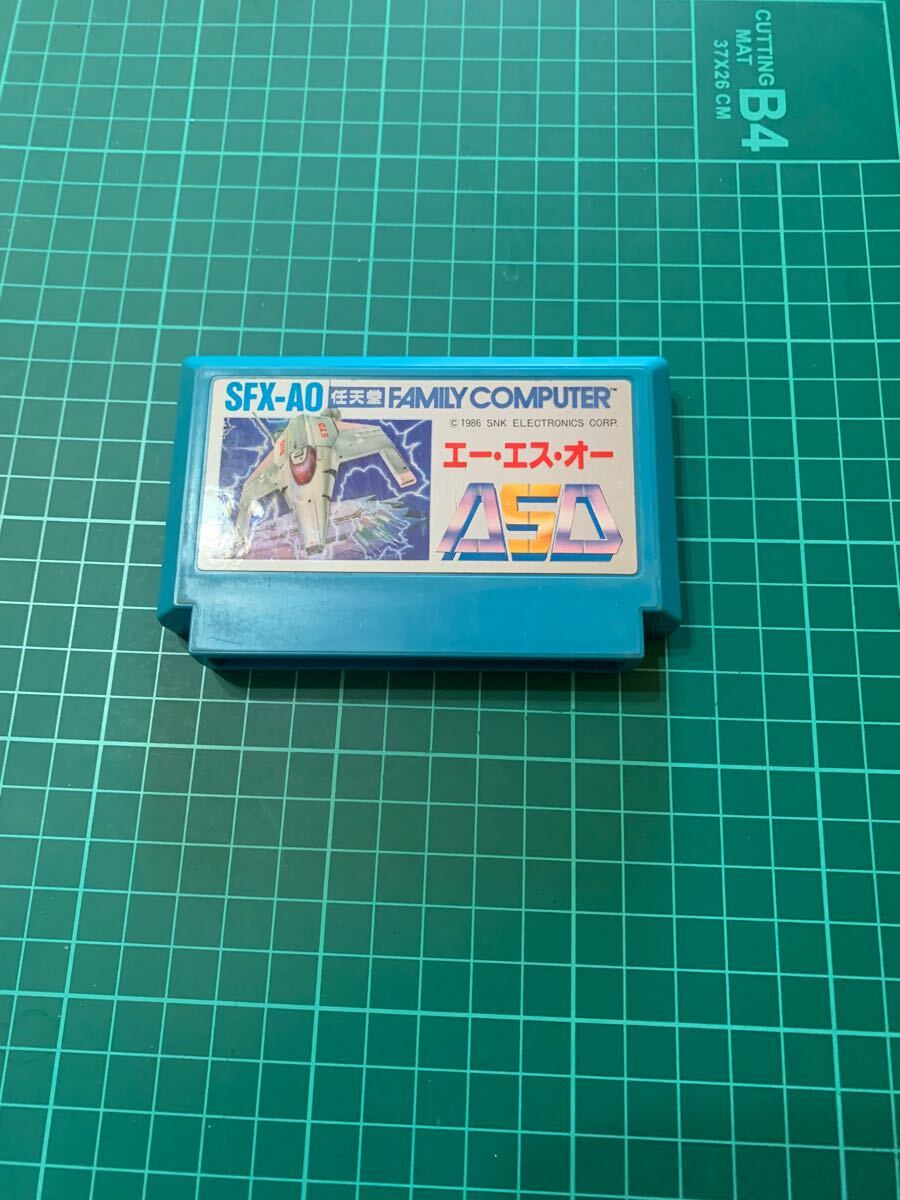 CUTTING
MAT
37X26 CM
B4
SFX-AO 任天堂 FAMILY COMPUTER™
©1986 SNK ELECTRONICS CORP.
エー・エス・オー
ASO